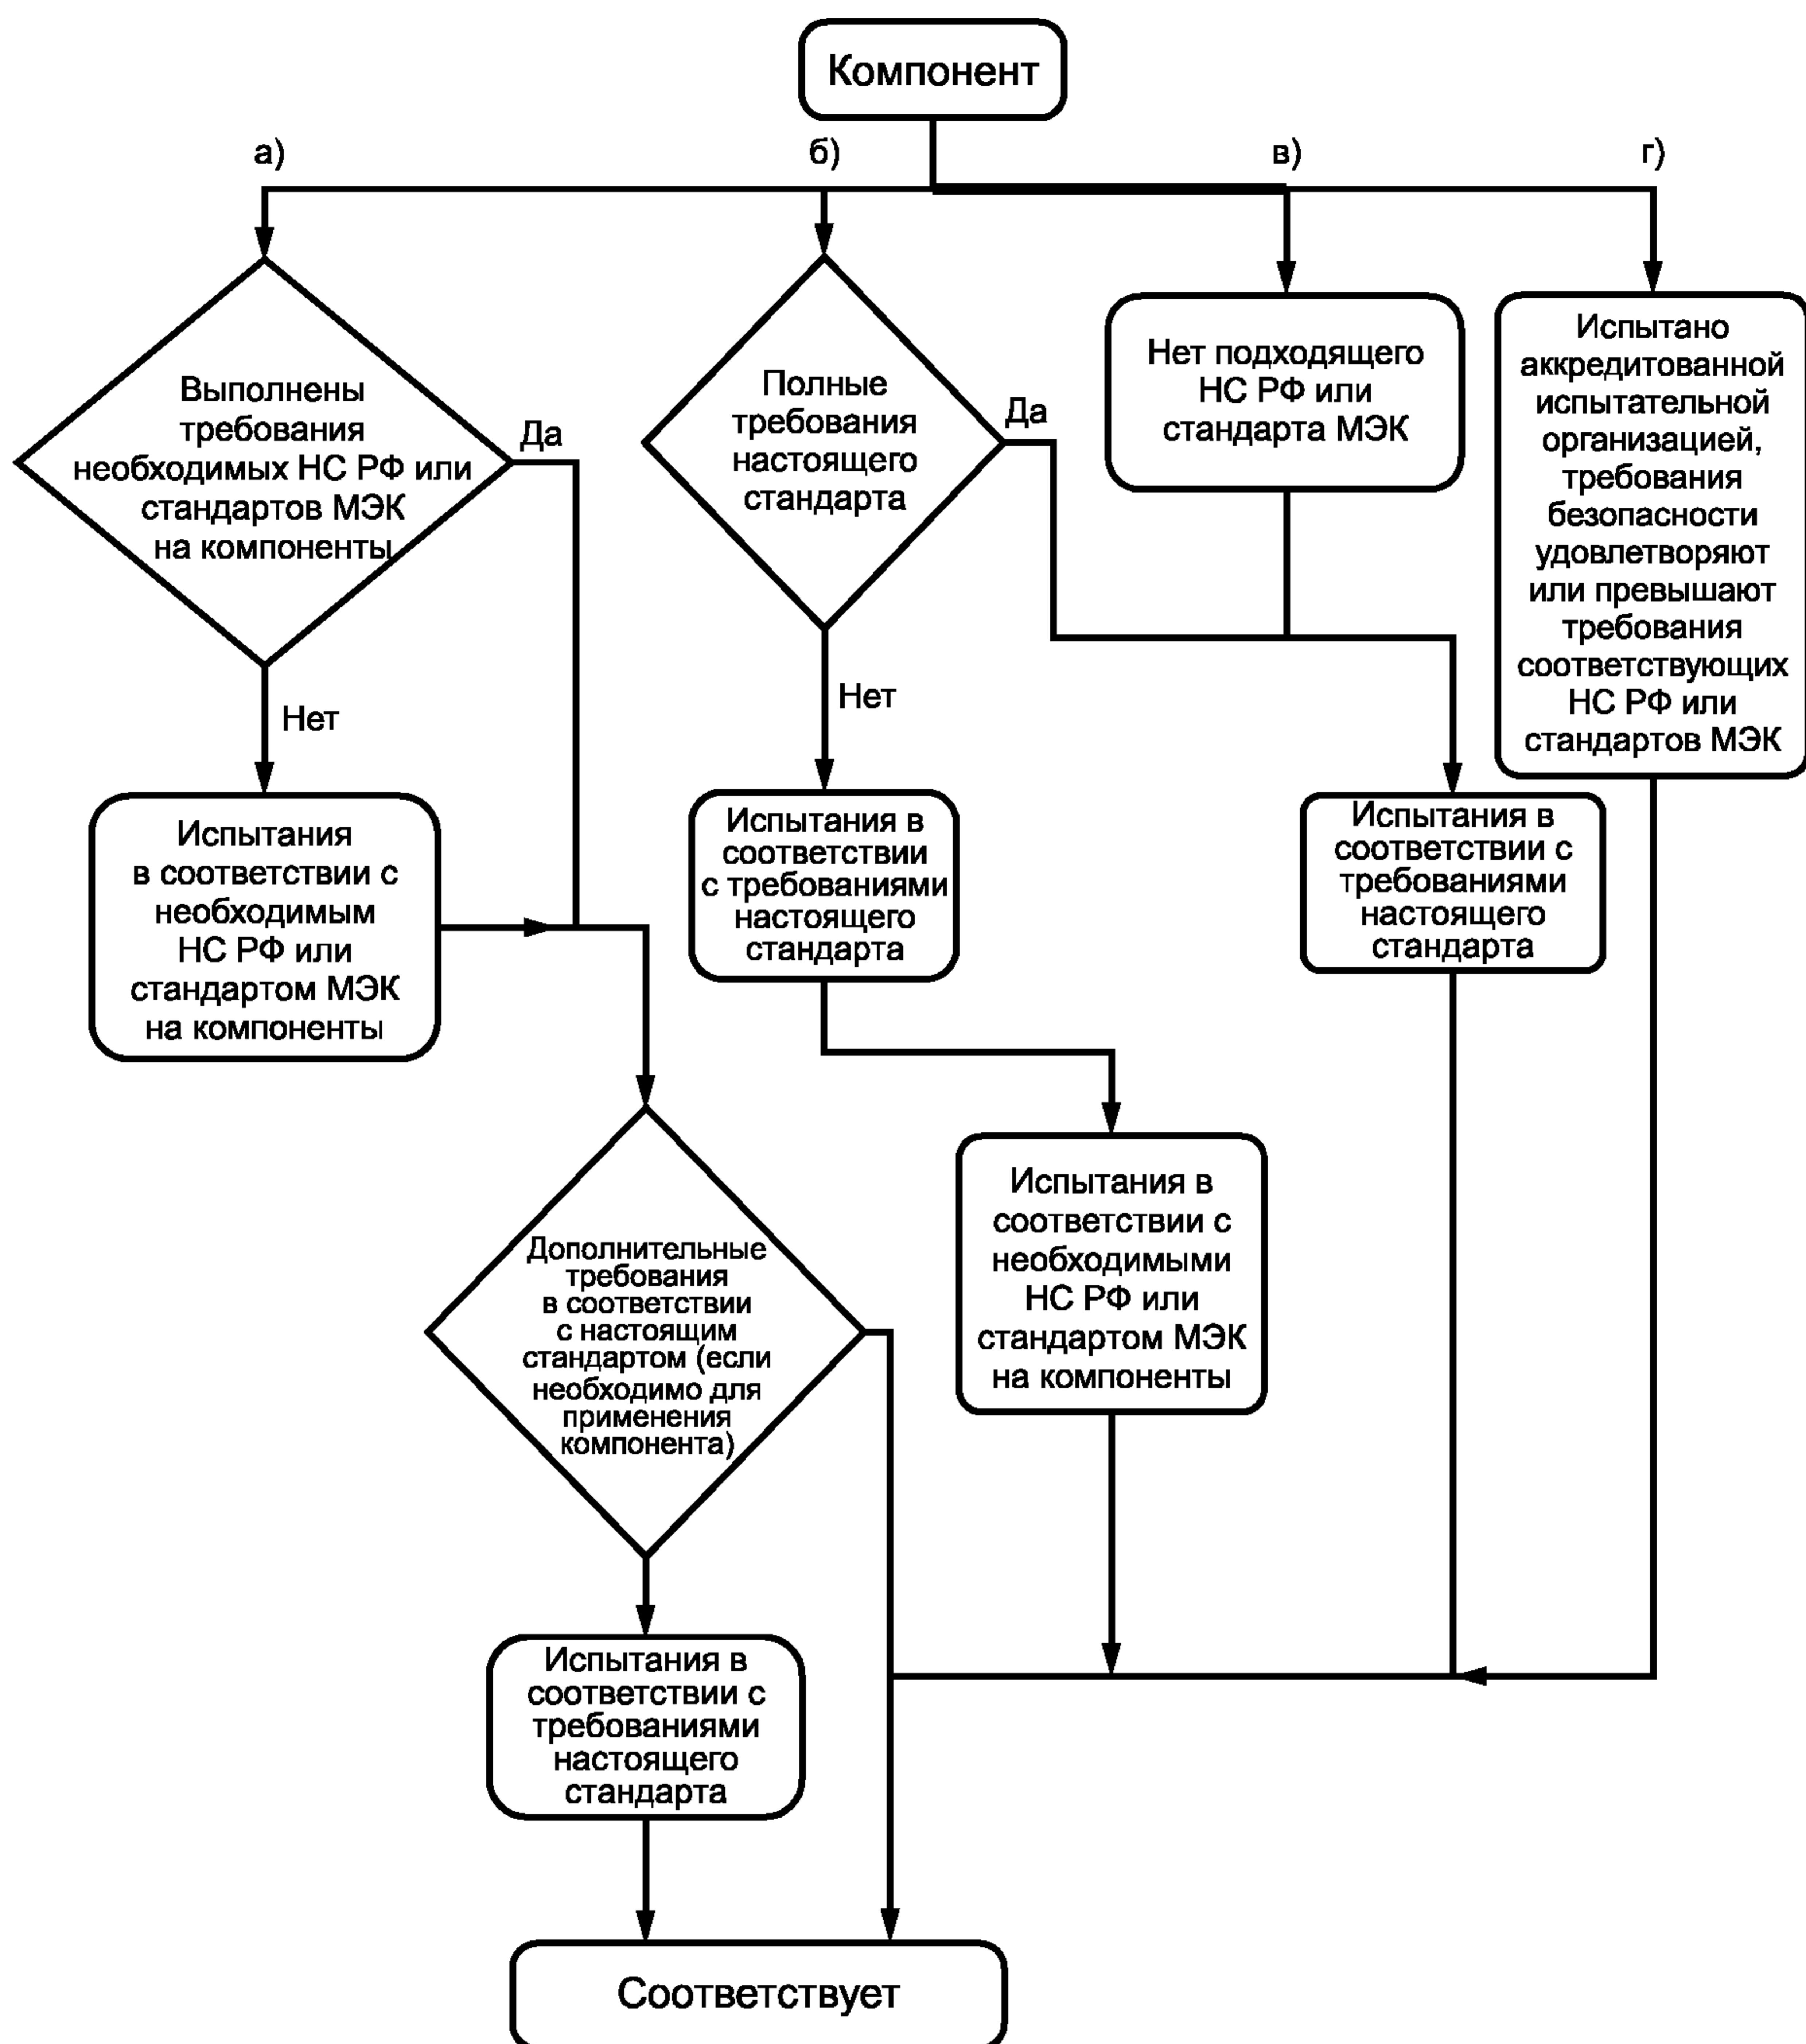 Компонент
а)
б)
в)
г)
Выполнены
требования
необходимых НС РФ или
стандартов МЭК
на компоненты
Да
Нет
Полные
требования
настоящего
стандарта
Да
Нет
Нет подходящего
НС РФ или
стандарта МЭК
Испытано
аккредитованной
испытательной
организацией,
требования
безопасности
удовлетворяют
или превышают
требования
соответствующих
НС РФ или
стандартов МЭК
Испытания
в соответствии с
необходимым
НС РФ или
стандартом МЭК
на компоненты
Испытания в
соответствии
с требованиями
настоящего
стандарта
Испытания в
соответствии с
требованиями
настоящего
стандарта
Дополнительные
требования
в соответствии
с настоящим
стандартом (если
необходимо для
применения
компонента)
Испытания в
соответствии с
необходимыми
НС РФ или
стандартом МЭК
на компоненты
Испытания в
соответствии с
требованиями
настоящего
стандарта
Соответствует